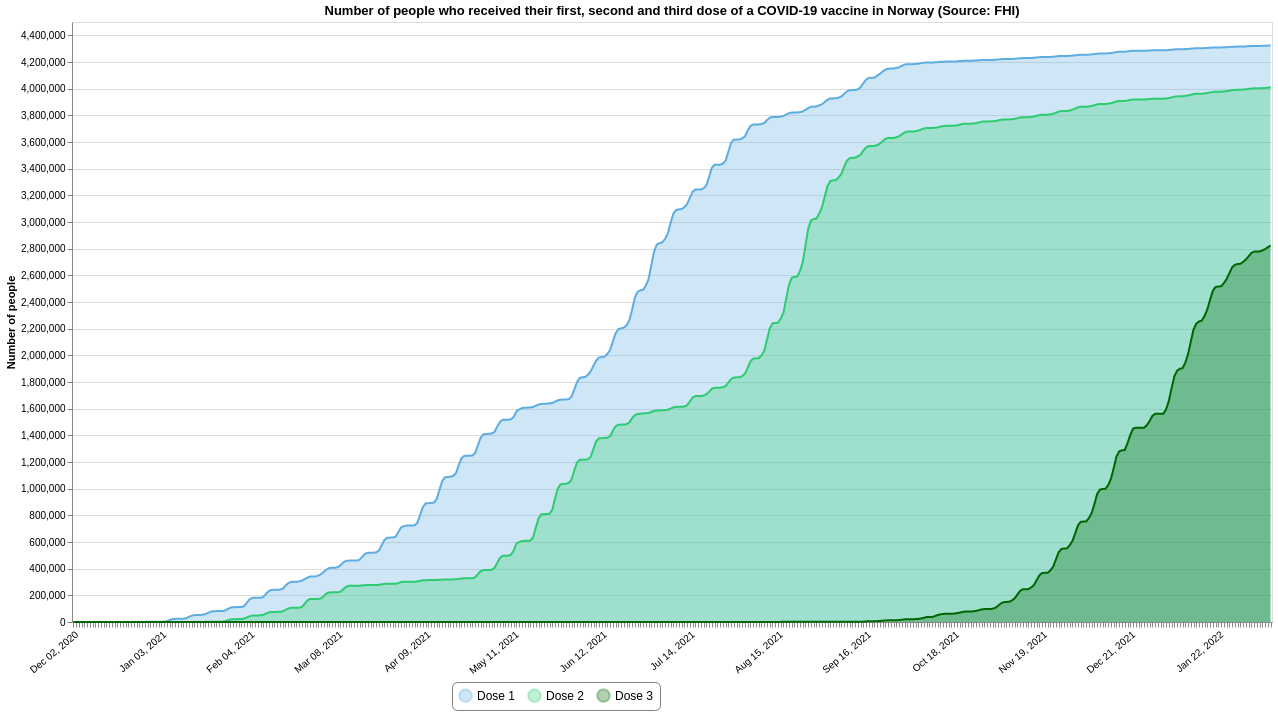 Number of people who received their first, second and third dose of a COVID-19 vaccine in Norway (Source: FHI)
Number of people
4,400,000
4,200,000
4,000,000
3,800,000
3,600,000
3,400,000
3,200,000
3,000,000
2,800,000
2,600,000
2,400,000
2,200,000
2,000,000
1,800,000
1,600,000
1,400,000
1,200,000
1,000,000
800,000
600,000
400,000
200,000
0
Dec 02, 2020
Jan 03, 2021
Feb 04, 2021
Mar 08, 2021
Apr 09, 2021
May 11, 2021
Jun 12, 2021
Jul 14, 2021
Aug 15, 2021
Sep 16, 2021
Oct 18, 2021
Nov 19, 2021
Dec 21, 2021
Jan 22, 2022
Dose 1
Dose 2
Dose 3